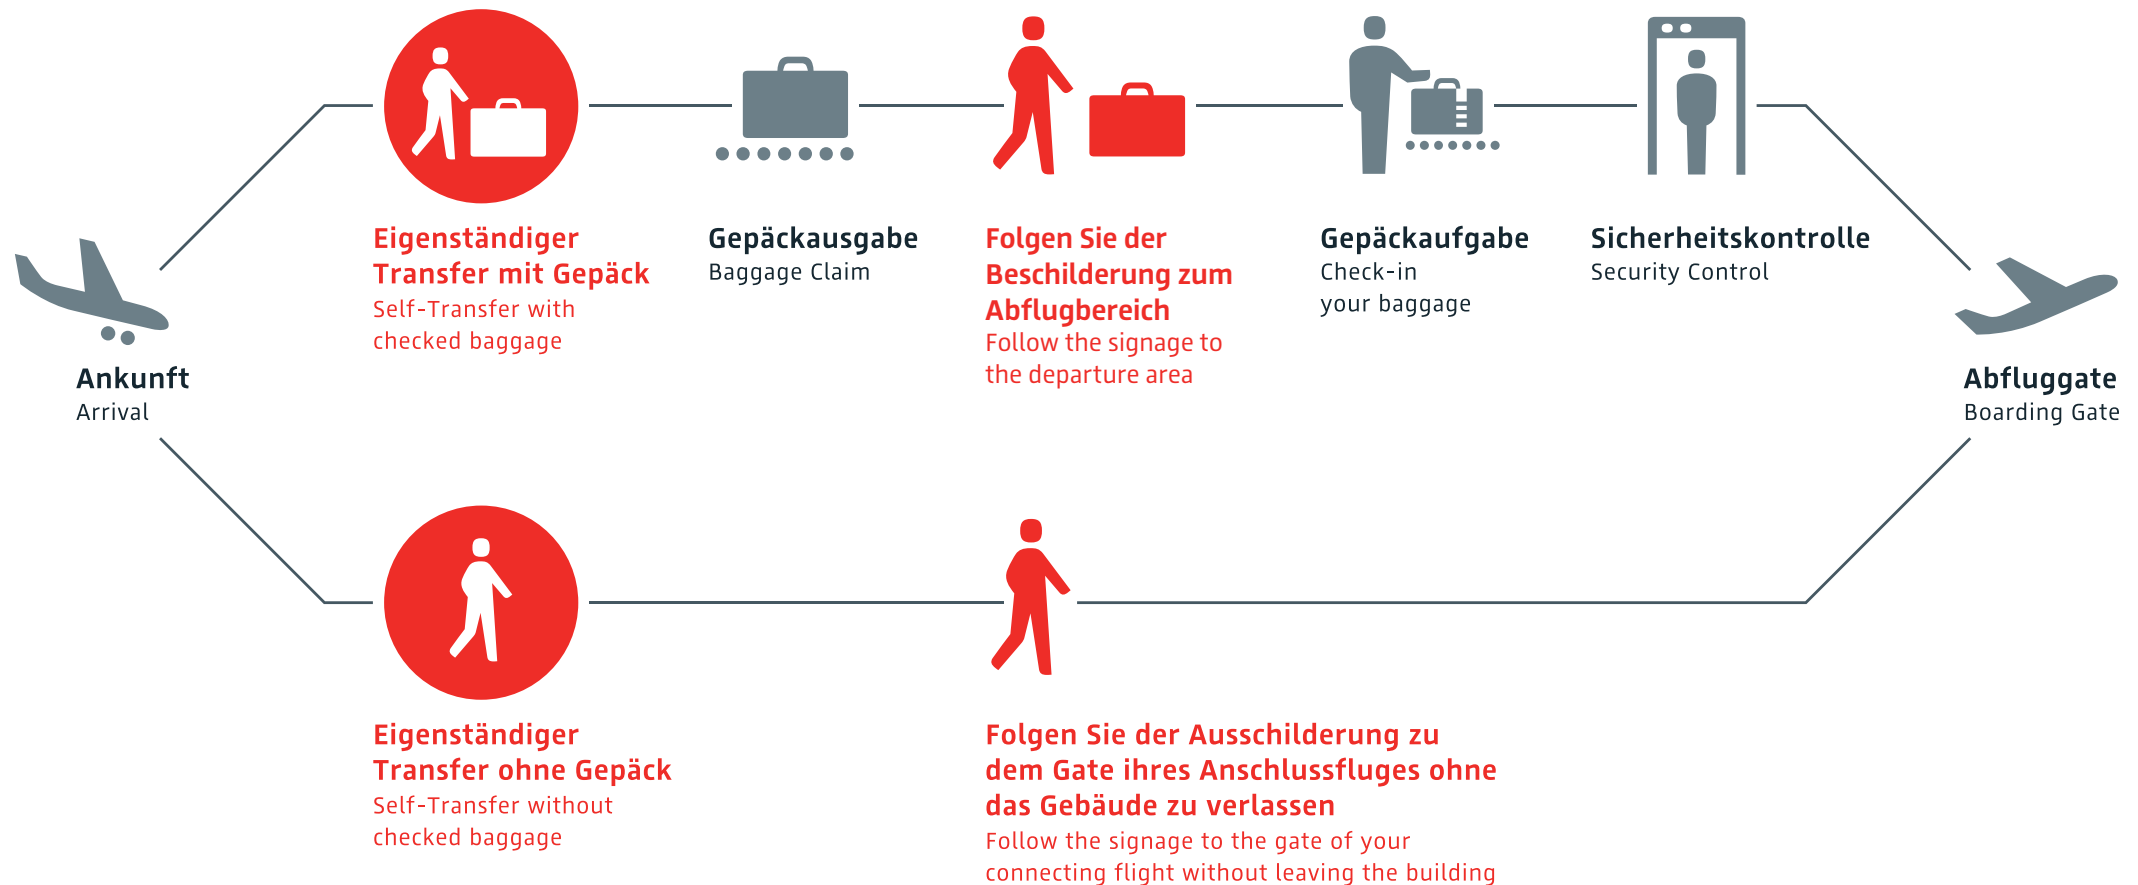 Ankunft
Arrival
Eigenständiger
Transfer mit Gepäck
Self-Transfer with
checked baggage
Gepäckausgabe
Baggage Claim
Folgen Sie der
Beschilderung zum
Abflugbereich
Follow the signage to
the departure area
Gepäckaufgabe
Check-in
your baggage
Sicherheitskontrolle
Security Control
Abfluggate
Boarding Gate
Eigenständiger
Transfer ohne Gepäck
Self-Transfer without
checked baggage
Folgen Sie der Ausschilderung zu
dem Gate ihres Anschlussfluges ohne
das Gebäude zu verlassen
Follow the signage to the gate of your
connecting flight without leaving the building